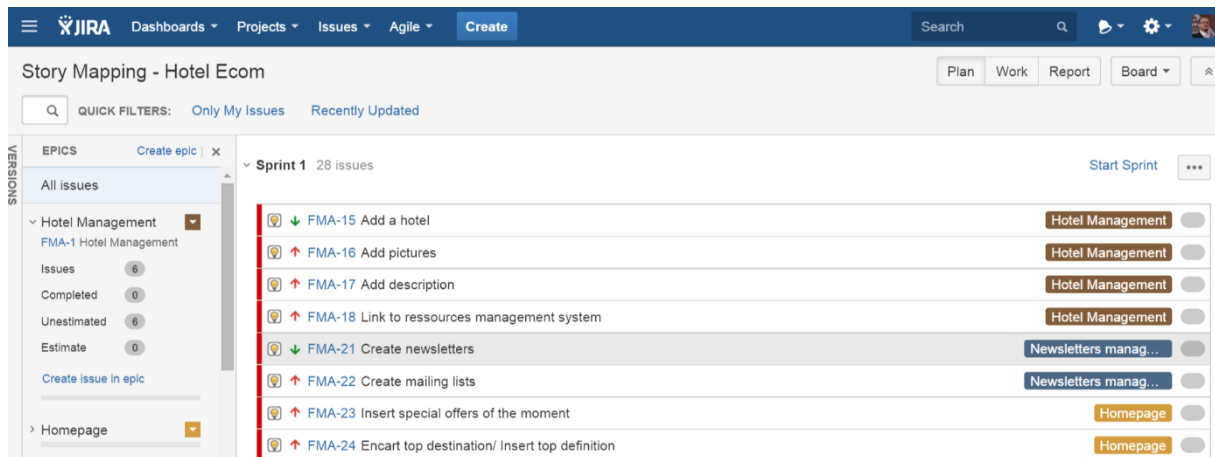 JIRA Dashboards Projects Issues Agile Create Search
Story Mapping - Hotel Ecom
Plan Work Report Board
QUICK FILTERS: Only My Issues Recently Updated
VERSIONS
EPICS Create epic
All issues
Hotel Management
FMA-1 Hotel Management
Issues 6
Completed 0
Unestimated 6
Estimate 0
Create issue in epic
Homepage
Sprint 1 28 issues Start Sprint
FMA-15 Add a hotel Hotel Management
FMA-16 Add pictures Hotel Management
FMA-17 Add description Hotel Management
FMA-18 Link to ressources management system Hotel Management
FMA-21 Create newsletters Newsletters manag...
FMA-22 Create mailing lists Newsletters manag...
FMA-23 Insert special offers of the moment Homepage
FMA-24 Encart top destination/ Insert top definition Homepage